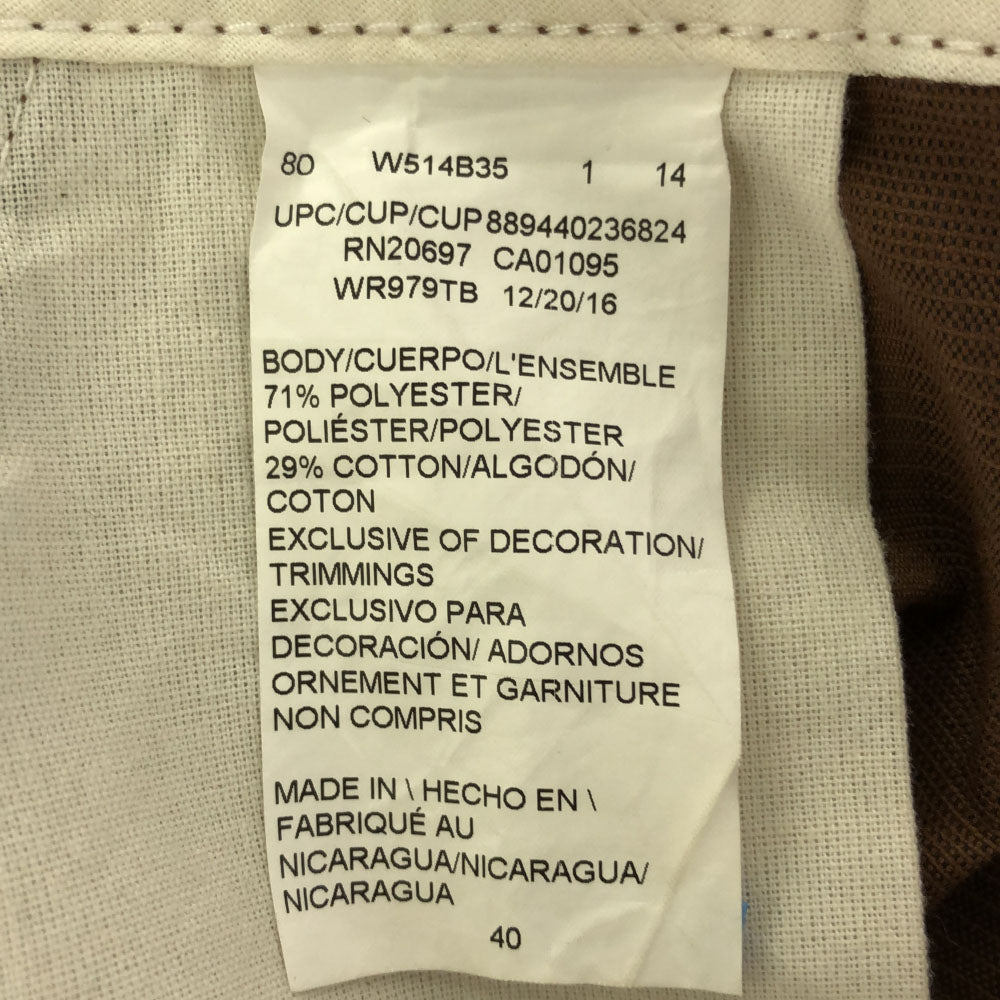 80 W514B35 1 14
UPC/CUP/CUP 889440236824
RN20697 CA01095
WR979TB 12/20/16
BODY/CUERPO/L'ENSEMBLE
71% POLYESTER/
POLIÉSTER/POLYESTER
29% COTTON/ALGODÓN/
COTON
EXCLUSIVE OF DECORATION/
TRIMMINGS
EXCLUSIVO PARA
DECORACIÓN/ ADORNOS
ORNEMENT ET GARNITURE
NON COMPRIS
MADE IN \ HECHO EN \
FABRIQUÉ AU
NICARAGUA/NICARAGUA/
NICARAGUA
40